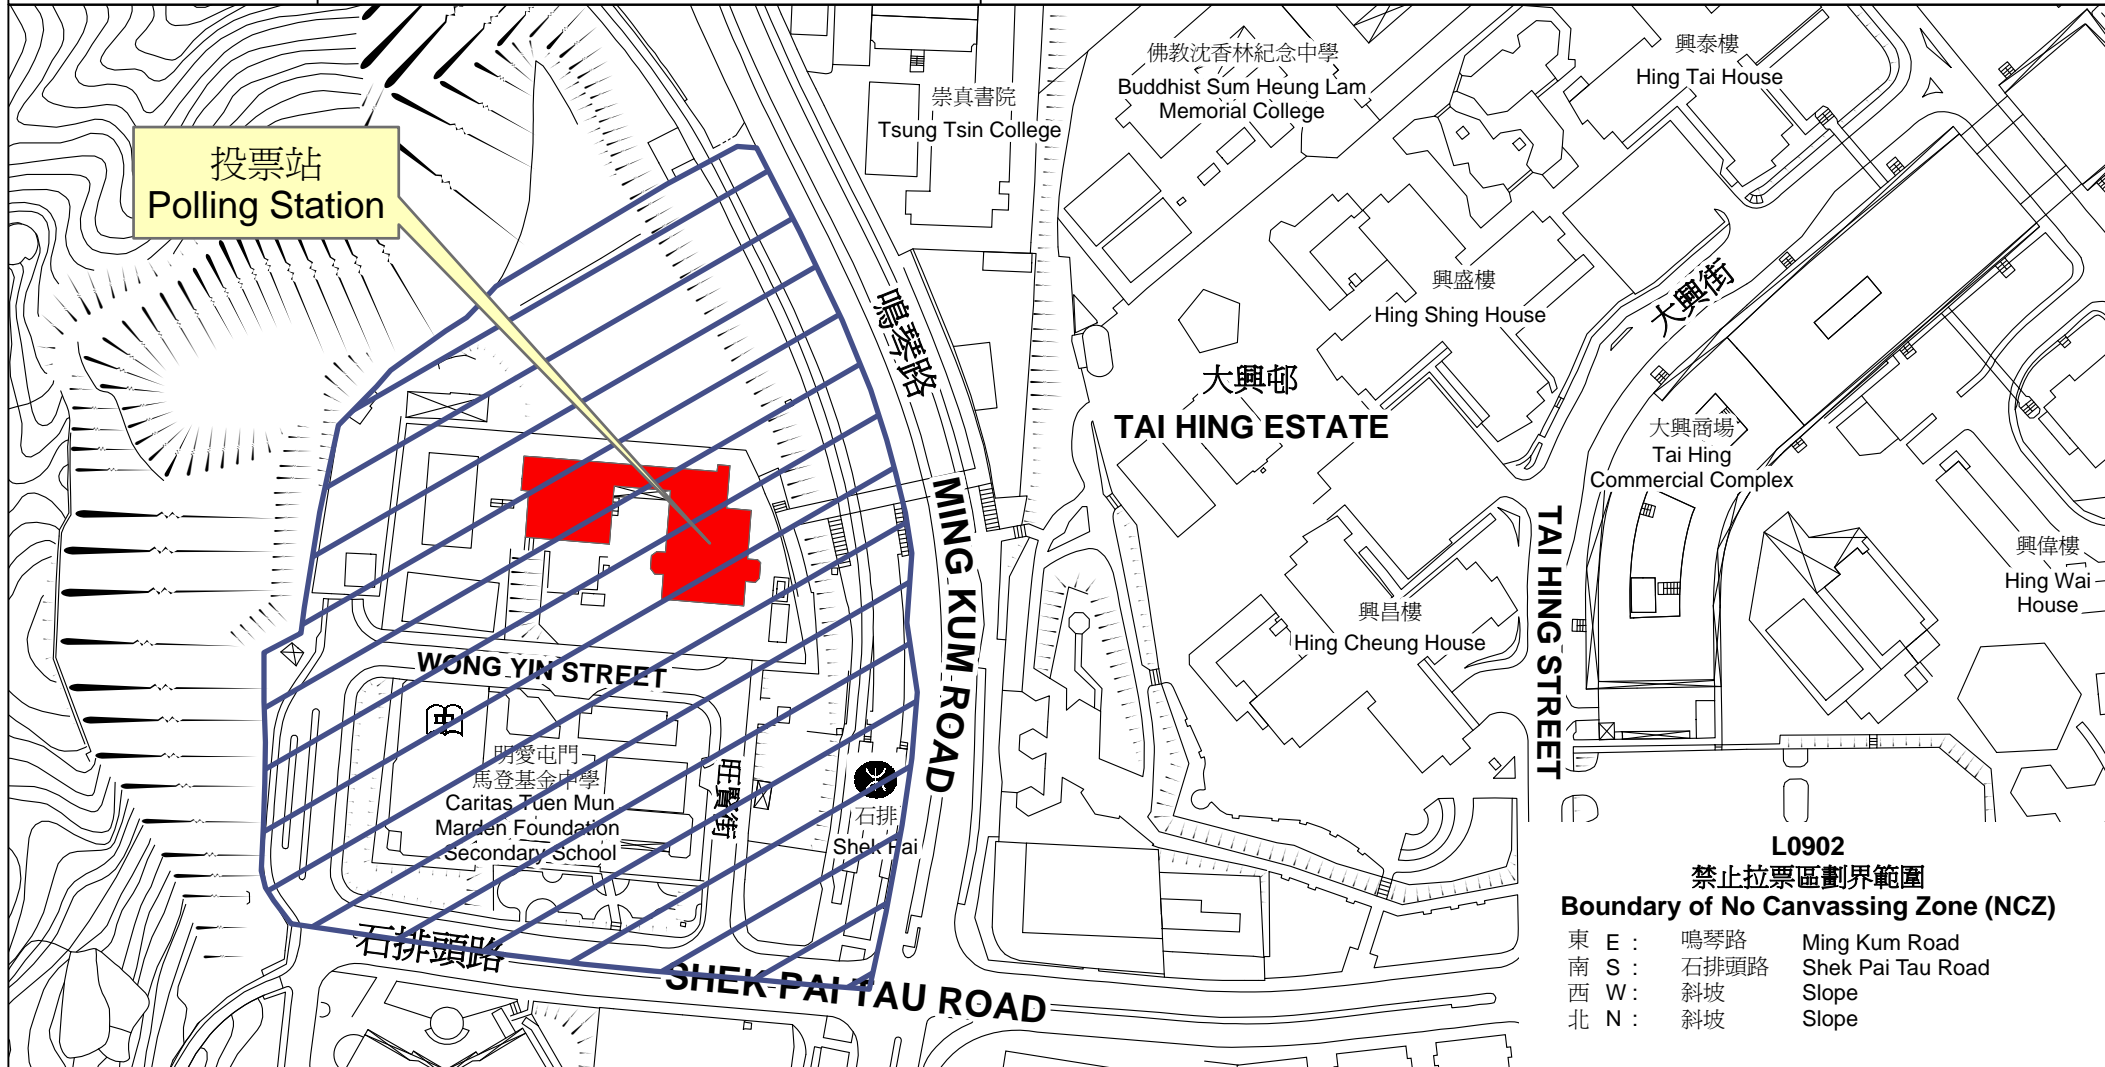 佛教沈香林紀念中學
Buddhist Sum Heung Lam
Memorial College
興泰樓
Hing Tai House
崇真書院
Tsung Tsin College
投票站
Polling Station
鳴琴路
興盛樓
Hing Shing House
大興街
大興邨
TAI HING ESTATE
大興商場
Tai Hing
Commercial Complex
MING KUM ROAD
TAI HING STREET
興偉樓
Hing Wai
House
興昌樓
Hing Cheung House
WONG YIN STREET
明愛屯門
馬登基金中學
Caritas Tuen Mun
Marden Foundation
Secondary School
旺賢街
石排
Shek Pai
石排頭路
SHEK PAI TAU ROAD
L0902
禁止拉票區劃界範圍
Boundary of No Canvassing Zone (NCZ)
東 E : 鳴琴路 Ming Kum Road
南 S : 石排頭路 Shek Pai Tau Road
西 W : 斜坡 Slope
北 N : 斜坡 Slope